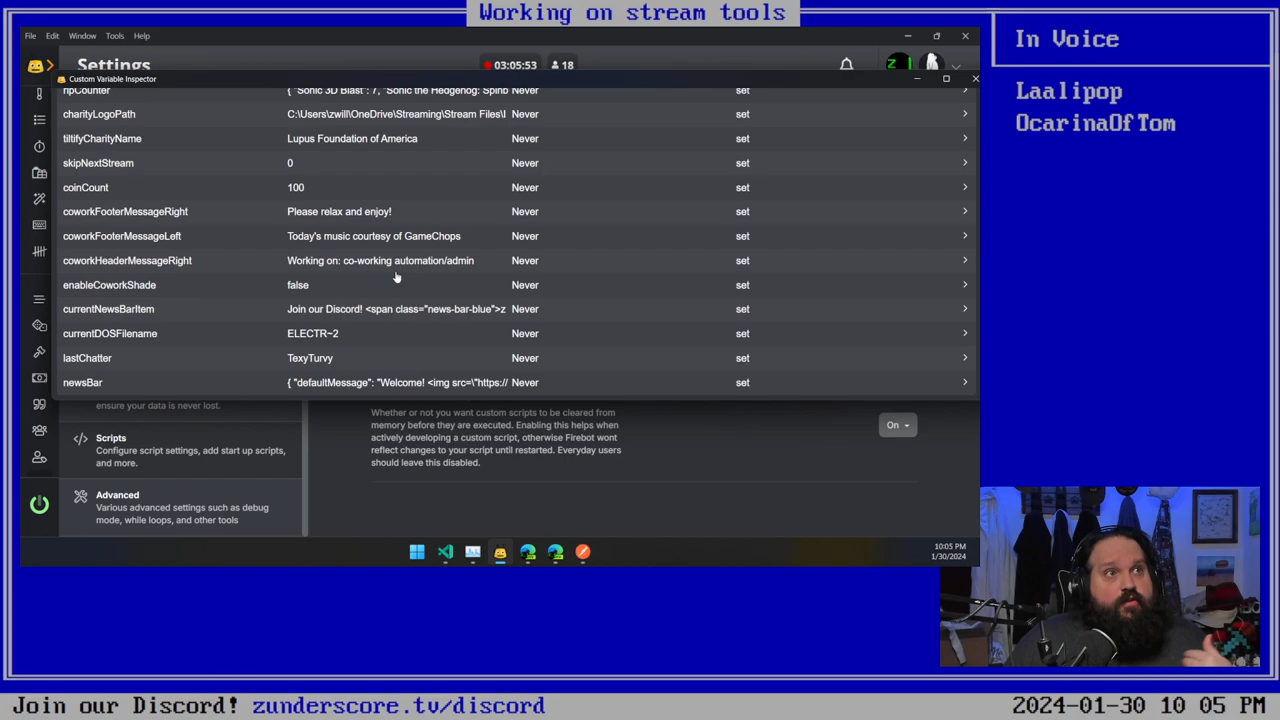 Working on stream tools
File Edit Window Tools Help
Settings
03:05:53 18
Custom Variable Inspector
ripCounter { "Sonic 3D Blast": 7, "Sonic the Hedgehog: Spinb Never set
charityLogoPath C:\Users\zwill\OneDrive\Streaming\Stream Files\I Never set
tiltifyCharityName Lupus Foundation of America Never set
skipNextStream 0 Never set
coinCount 100 Never set
coworkFooterMessageRight Please relax and enjoy! Never set
coworkFooterMessageLeft Today's music courtesy of GameChops Never set
coworkHeaderMessageRight Working on: co-working automation/admin Never set
enableCoworkShade false Never set
currentNewsBarItem Join our Discord! <span class="news-bar-blue">z Never set
currentDOSFilename ELECTR~2 Never set
lastChatter TexyTurvy Never set
newsBar { "defaultMessage": "Welcome! <img src=\"https:// Never set
ensure your data is never lost.
Scripts
Configure script settings, add start up scripts,
and more.
Advanced
Various advanced settings such as debug
mode, while loops, and other tools
Whether or not you want custom scripts to be cleared from
memory before they are executed. Enabling this helps when
actively developing a custom script, otherwise Firebot wont
reflect changes to your script until restarted. Everyday users
should leave this disabled.
On
10:05 PM
1/30/2024
In Voice
Laalipop
OcarinaOfTom
Join our Discord! zunderscore.tv/discord
2024-01-30 10 05 PM